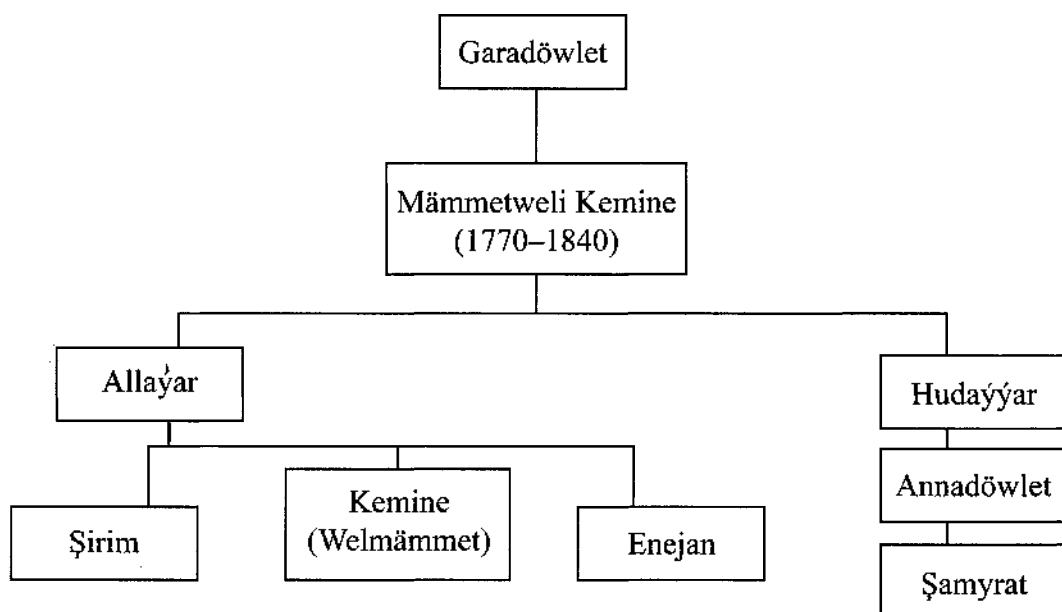 Garadöwlet
Mämmetweli Kemine
(1770–1840)
Allaýar
Hudaýýar
Şirim
Kemine
(Welmämmet)
Enejan
Annadöwlet
Şamyrat